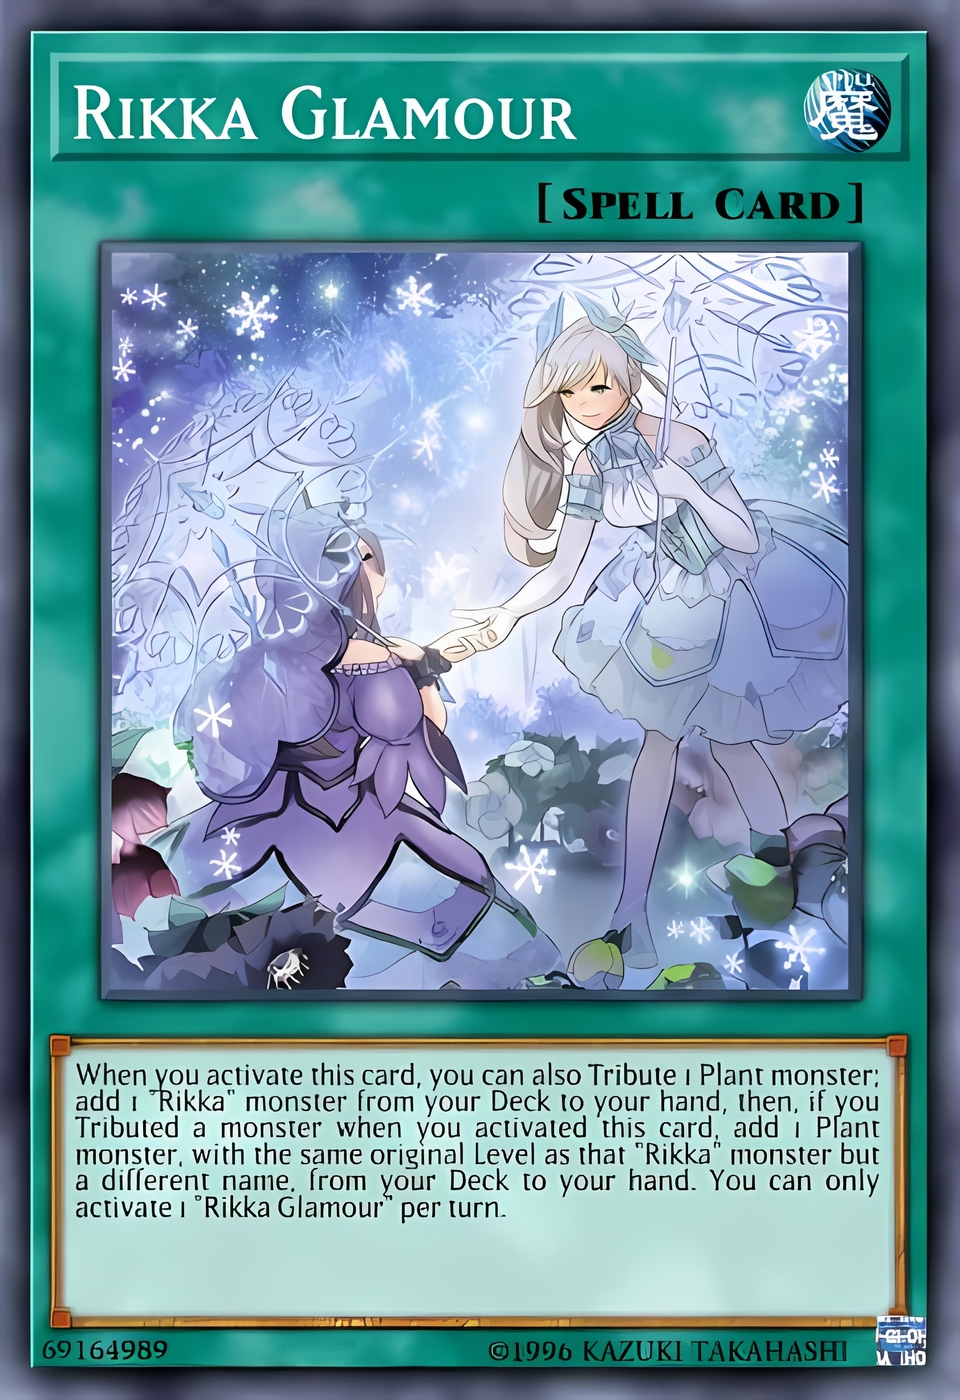 Rikka Glamour
魔
[Spell Card]
When you activate this card, you can also Tribute 1 Plant monster;
add 1 "Rikka" monster from your Deck to your hand, then, if you
Tributed a monster when you activated this card, add 1 Plant
monster, with the same original Level as that "Rikka" monster but
a different name, from your Deck to your hand. You can only
activate 1 "Rikka Glamour" per turn.
69164989
©1996 KAZUKI TAKAHASHI